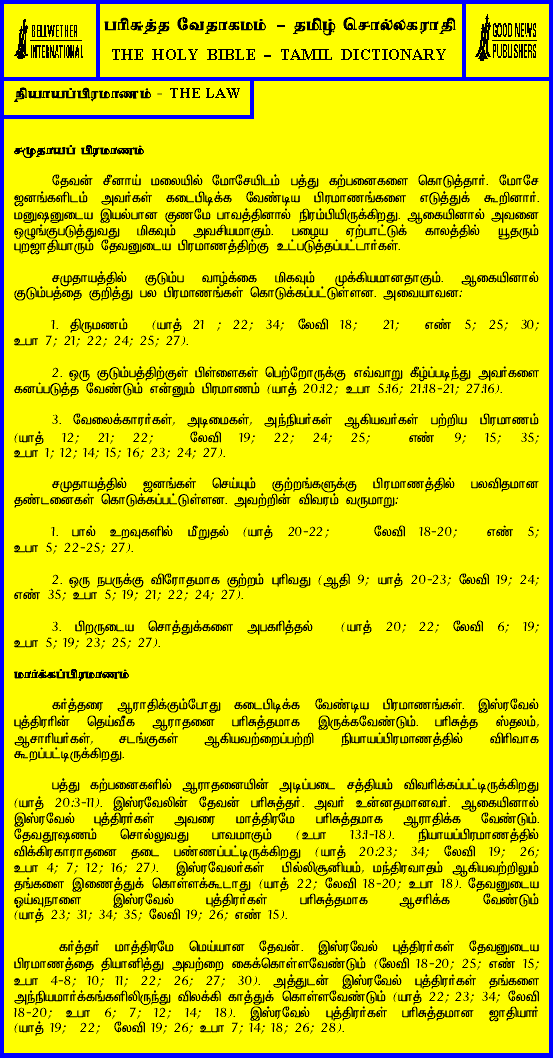 BELLWETHER
INTERNATIONAL
பரிசுத்த வேதாகமம் – தமிழ் சொல்லகராதி
THE HOLY BIBLE – TAMIL DICTIONARY
GOOD NEWS
PUBLISHERS
நியாயப்பிரமாணம் - THE LAW
சமுதாயப் பிரமாணம்
தேவன் சீனாய் மலையில் மோசேயிடம் பத்து கற்பனைகளை கொடுத்தார். மோசே
ஜனங்களிடம் அவர்கள் கடைபிடிக்க வேண்டிய பிரமாணங்களை எடுத்துக் கூறினார்.
மனுஷனுடைய இயல்பான குணமே பாவத்தினால் நிரம்பியிருக்கிறது. ஆகையினால் அவனை
ஒழுங்குபடுத்துவது மிகவும் அவசியமாகும். பழைய ஏற்பாட்டுக் காலத்தில் யூதரும்
புறஜாதியாரும் தேவனுடைய பிரமாணத்திற்கு உட்படுத்தப்பட்டார்கள்.
சமுதாயத்தில் குடும்ப வாழ்க்கை மிகவும் முக்கியமானதாகும். ஆகையினால்
குடும்பத்தை குறித்து பல பிரமாணங்கள் கொடுக்கப்பட்டுள்ளன. அவையாவன:
1. திருமணம் (யாத் 21 ; 22; 34; லேவி 18; 21; எண் 5; 25; 30;
உபா 7; 21; 22; 24; 25; 27).
2. ஒரு குடும்பத்திற்குள் பிள்ளைகள் பெற்றோருக்கு எவ்வாறு கீழ்ப்படிந்து அவர்களை
கனப்படுத்த வேண்டும் என்னும் பிரமாணம் (யாத் 20:12; உபா 5:16; 21:18-21; 27:16).
3. வேலைக்காரர்கள், அடிமைகள், அந்நியர்கள் ஆகியவர்கள் பற்றிய பிரமாணம்
(யாத் 12; 21; 22; லேவி 19; 22; 24; 25; எண் 9; 15; 35;
உபா 1; 12; 14; 15; 16; 23; 24; 27).
சமுதாயத்தில் ஜனங்கள் செய்யும் குற்றங்களுக்கு பிரமாணத்தில் பலவிதமான
தண்டனைகள் கொடுக்கப்பட்டுள்ளன. அவற்றின் விவரம் வருமாறு:
1. பால் உறவுகளில் மீறுதல் (யாத் 20-22; லேவி 18-20; எண் 5;
உபா 5; 22-25; 27).
2. ஒரு நபருக்கு விரோதமாக குற்றம் புரிவது (ஆதி 9; யாத் 20-23; லேவி 19; 24;
எண் 35; உபா 5; 19; 21; 22; 24; 27).
3. பிறருடைய சொத்துக்களை அபகரித்தல் (யாத் 20; 22; லேவி 6; 19;
உபா 5; 19; 23; 25; 27).
மார்க்கப்பிரமாணம்
கர்த்தரை ஆராதிக்கும்போது கடைபிடிக்க வேண்டிய பிரமாணங்கள். இஸ்ரவேல்
புத்திரரின் தெய்வீக ஆராதனை பரிசுத்தமாக இருக்கவேண்டும். பரிசுத்த ஸ்தலம்,
ஆசாரியர்கள், சடங்குகள் ஆகியவற்றைப்பற்றி நியாயப்பிரமாணத்தில் விரிவாக
கூறப்பட்டிருக்கிறது.
பத்து கற்பனைகளில் ஆராதனையின் அடிப்படை சத்தியம் விவரிக்கப்பட்டிருக்கிறது
(யாத் 20:3-11). இஸ்ரவேலின் தேவன் பரிசுத்தர். அவர் உன்னதமானவர். ஆகையினால்
இஸ்ரவேல் புத்திரர்கள் அவரை மாத்திரமே பரிசுத்தமாக ஆராதிக்க வேண்டும்.
தேவதூஷணம் சொல்லுவது பாவமாகும் (உபா 13:1-18). நியாயப்பிரமாணத்தில்
விக்கிரகாராதனை தடை பண்ணப்பட்டிருக்கிறது (யாத் 20:23; 34; லேவி 19; 26;
உபா 4; 7; 12; 16; 27). இஸ்ரவேலர்கள் பில்லிசூனியம், மந்திரவாதம் ஆகியவற்றிலும்
தங்களை இணைத்துக் கொள்ளக்கூடாது (யாத் 22; லேவி 18-20; உபா 18). தேவனுடைய
ஓய்வுநாளை இஸ்ரவேல் புத்திரர்கள் பரிசுத்தமாக ஆசரிக்க வேண்டும்
(யாத் 23; 31; 34; 35; லேவி 19; 26; எண் 15).
கர்த்தர் மாத்திரமே மெய்யான தேவன். இஸ்ரவேல் புத்திரர்கள் தேவனுடைய
பிரமாணத்தை தியானித்து அவற்றை கைக்கொள்ளவேண்டும் (லேவி 18-20; 25; எண் 15;
உபா 4-8; 10; 11; 22; 26; 27; 30). அத்துடன் இஸ்ரவேல் புத்திரர்கள் தங்களை
அந்நியமார்க்கங்களிலிருந்து விலக்கி காத்துக் கொள்ளவேண்டும் (யாத் 22; 23; 34; லேவி
18-20; உபா 6; 7; 12; 14; 18). இஸ்ரவேல் புத்திரர்கள் பரிசுத்தமான ஜாதியார்
(யாத் 19; 22; லேவி 19; 26; உபா 7; 14; 18; 26; 28).